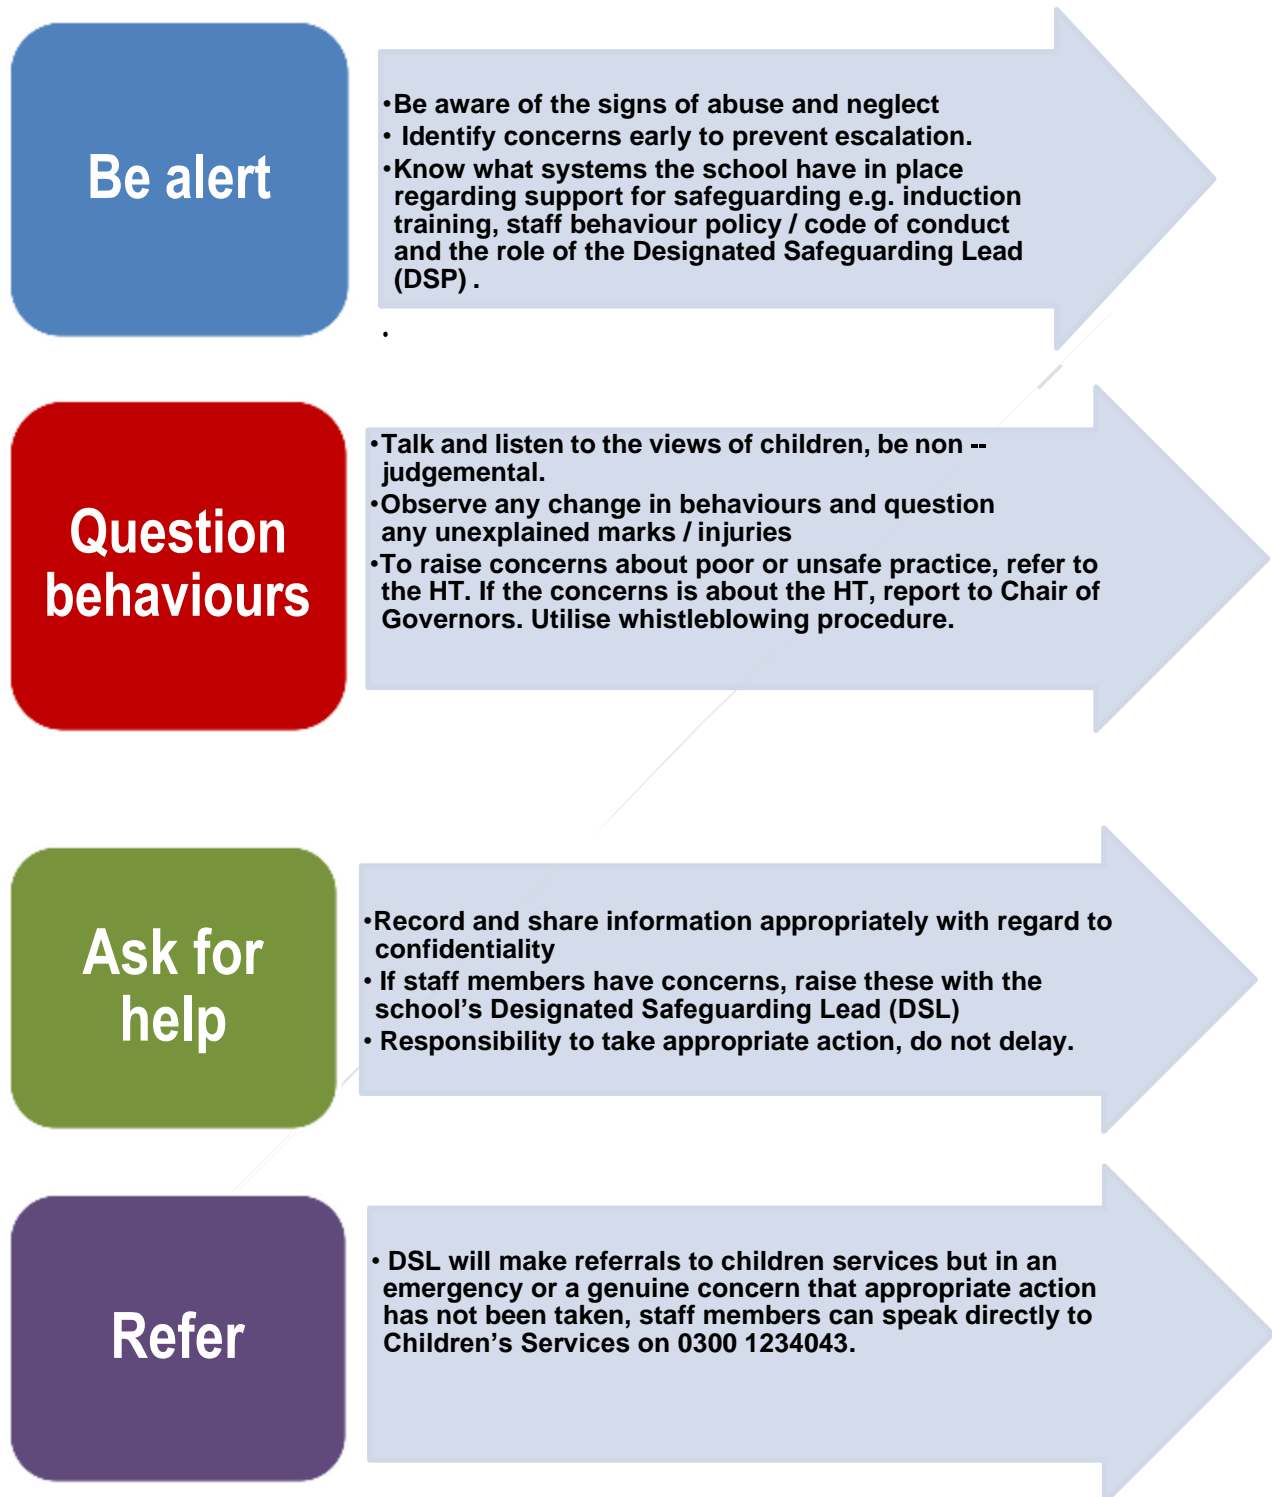 Be alert
•Be aware of the signs of abuse and neglect
• Identify concerns early to prevent escalation.
•Know what systems the school have in place
regarding support for safeguarding e.g. induction
training, staff behaviour policy / code of conduct
and the role of the Designated Safeguarding Lead
(DSP) .
.
Question
behaviours
•Talk and listen to the views of children, be non --
judgemental.
•Observe any change in behaviours and question
any unexplained marks / injuries
•To raise concerns about poor or unsafe practice, refer to
the HT. If the concerns is about the HT, report to Chair of
Governors. Utilise whistleblowing procedure.
Ask for
help
•Record and share information appropriately with regard to
confidentiality
• If staff members have concerns, raise these with the
school’s Designated Safeguarding Lead (DSL)
• Responsibility to take appropriate action, do not delay.
Refer
• DSL will make referrals to children services but in an
emergency or a genuine concern that appropriate action
has not been taken, staff members can speak directly to
Children’s Services on 0300 1234043.